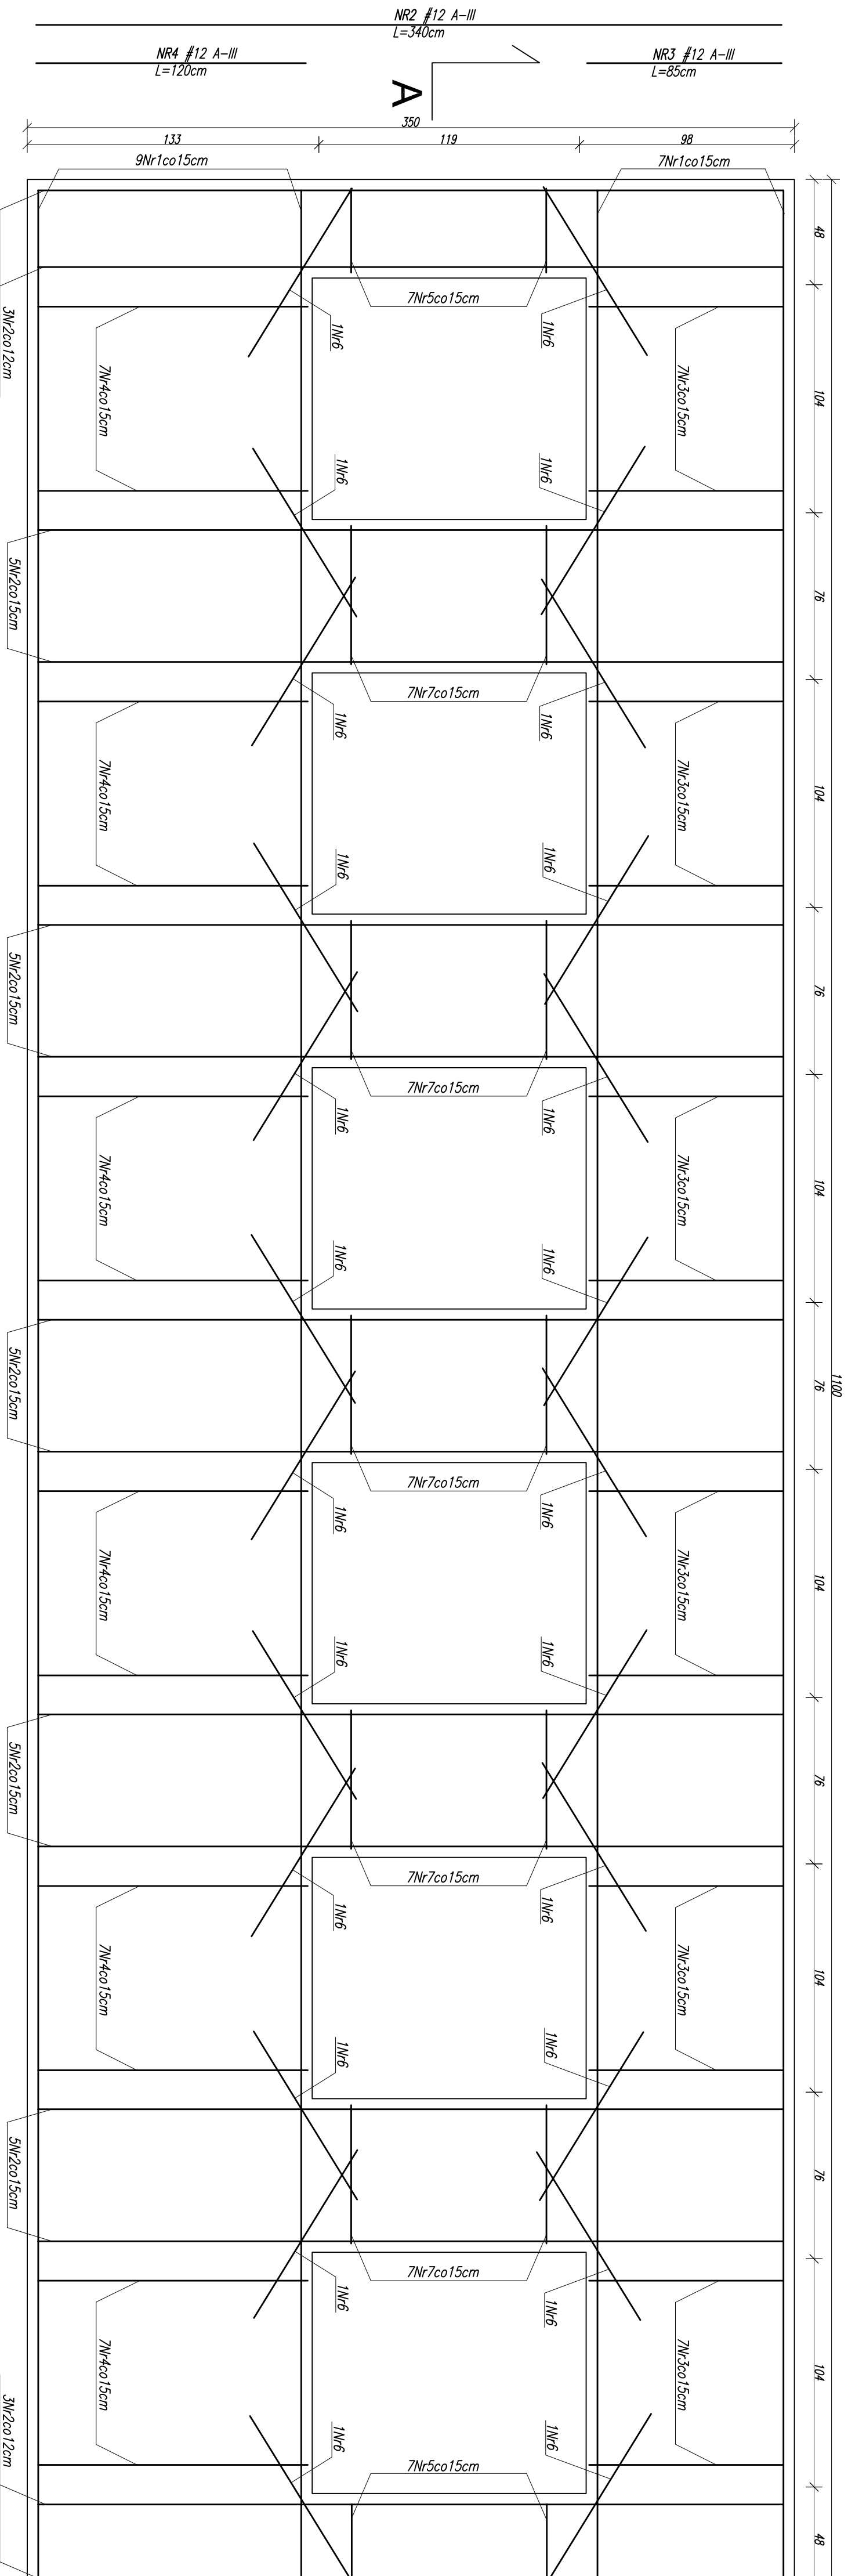 NR2 #12 A-III
L=340cm
NR4 #12 A-III
L=120cm
NR3 #12 A-III
L=85cm
A
350
133
119
98
9Nr1co15cm
7Nr1co15cm
48
3Nr2co12cm
7Nr5co15cm
1Nr6
1Nr6
7Nr4co15cm
7Nr3co15cm
104
1Nr6
1Nr6
5Nr2co15cm
76
7Nr7co15cm
1Nr6
1Nr6
7Nr4co15cm
7Nr3co15cm
104
1Nr6
1Nr6
5Nr2co15cm
76
7Nr7co15cm
1Nr6
1Nr6
7Nr4co15cm
7Nr3co15cm
104
1Nr6
1Nr6
5Nr2co15cm
76
1100
7Nr7co15cm
1Nr6
1Nr6
7Nr4co15cm
7Nr3co15cm
104
1Nr6
1Nr6
5Nr2co15cm
76
7Nr7co15cm
1Nr6
1Nr6
7Nr4co15cm
7Nr3co15cm
104
1Nr6
1Nr6
5Nr2co15cm
76
7Nr7co15cm
1Nr6
1Nr6
7Nr4co15cm
7Nr3co15cm
104
1Nr6
1Nr6
3Nr2co12cm
7Nr5co15cm
48